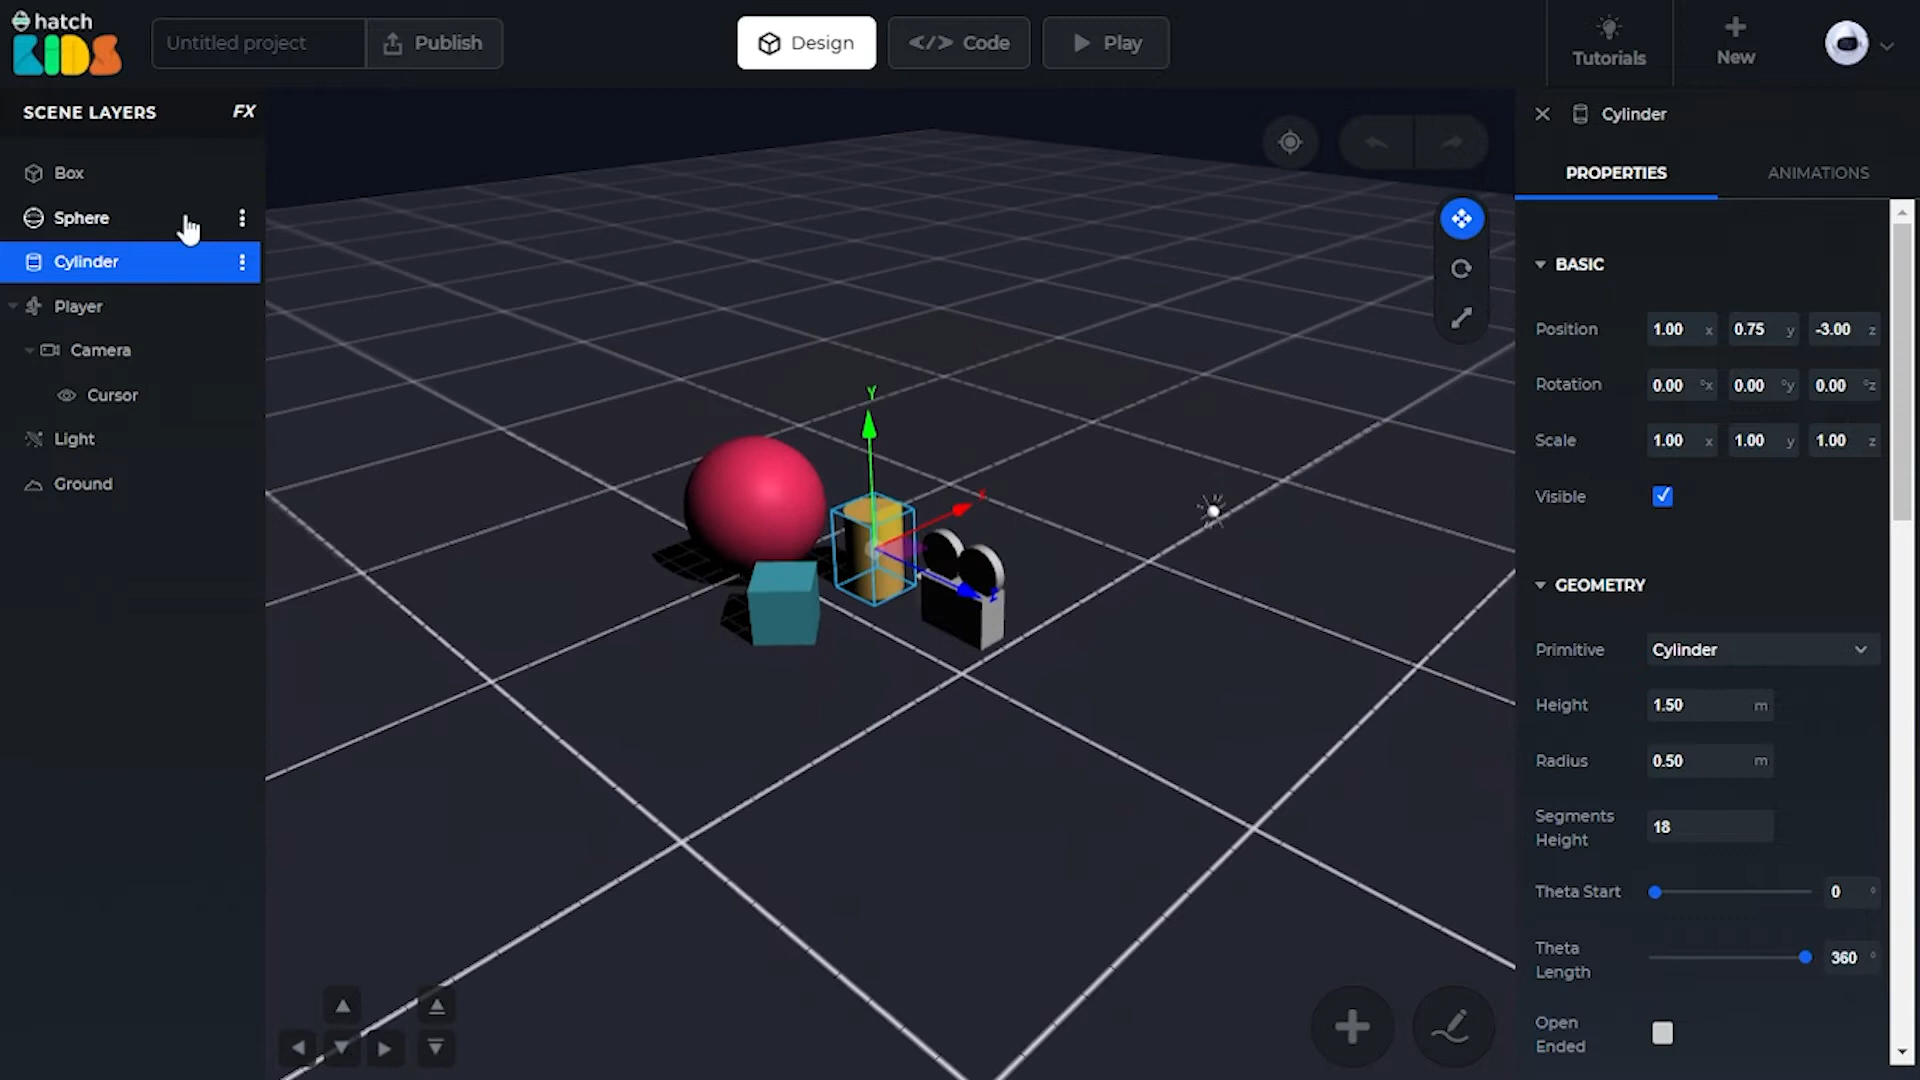 hatch
KIDS
Untitled project
Publish
Design
</> Code
Play
Tutorials
New
SCENE LAYERS
FX
Box
Sphere
Cylinder
Player
Camera
Cursor
Light
Ground
Y
Cylinder
PROPERTIES
ANIMATIONS
BASIC
Position 1.00 x 0.75 y -3.00 z
Rotation 0.00 °x 0.00 °y 0.00 °z
Scale 1.00 x 1.00 y 1.00 z
Visible
GEOMETRY
Primitive Cylinder
Height 1.50 m
Radius 0.50 m
Segments
Height
18
Theta Start 0 °
Theta
Length
360 °
Open
Ended